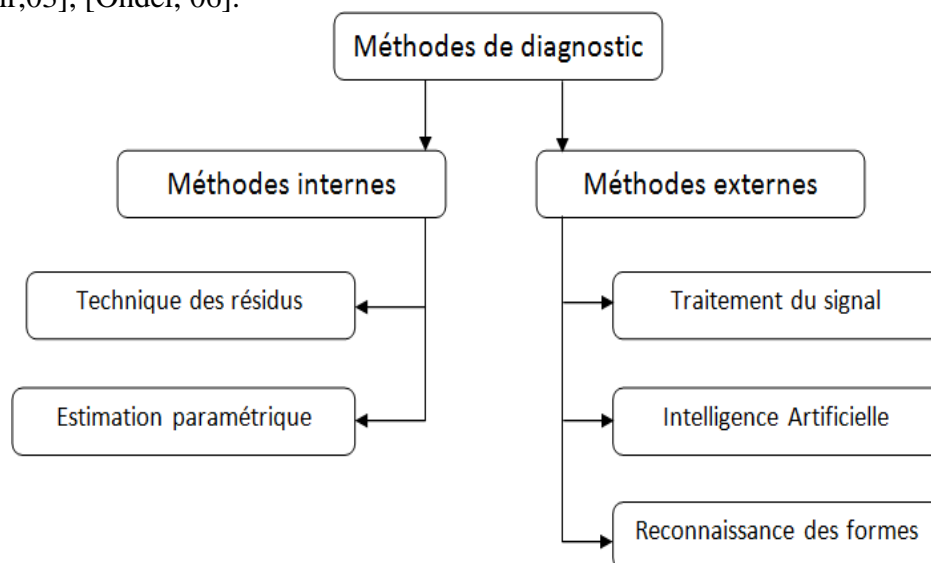 [Onder, 06].
Méthodes de diagnostic
Méthodes internes
Méthodes externes
Technique des résidus
Traitement du signal
Estimation paramétrique
Intelligence Artificielle
Reconnaissance des formes